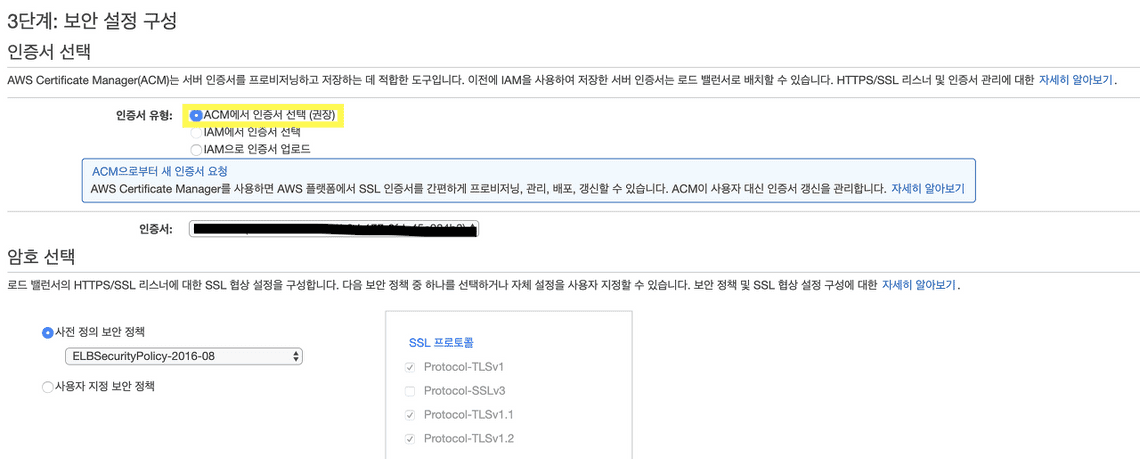 3단계: 보안 설정 구성
인증서 선택
AWS Certificate Manager(ACM)는 서버 인증서를 프로비저닝하고 저장하는 데 적합한 도구입니다. 이전에 IAM을 사용하여 저장한 서버 인증서는 로드 밸런서로 배치할 수 있습니다. HTTPS/SSL 리스너 및 인증서 관리에 대한 자세히 알아보기.
인증서 유형: ACM에서 인증서 선택 (권장)
IAM에서 인증서 선택
IAM으로 인증서 업로드
ACM으로부터 새 인증서 요청
AWS Certificate Manager를 사용하면 AWS 플랫폼에서 SSL 인증서를 간편하게 프로비저닝, 관리, 배포, 갱신할 수 있습니다. ACM이 사용자 대신 인증서 갱신을 관리합니다. 자세히 알아보기
인증서:
암호 선택
로드 밸런서의 HTTPS/SSL 리스너에 대한 SSL 협상 설정을 구성합니다. 다음 보안 정책 중 하나를 선택하거나 자체 설정을 사용자 지정할 수 있습니다. 보안 정책 및 SSL 협상 설정 구성에 대한 자세히 알아보기.
사전 정의 보안 정책
ELBSecurityPolicy-2016-08
사용자 지정 보안 정책
SSL 프로토콜
Protocol-TLSv1
Protocol-SSLv3
Protocol-TLSv1.1
Protocol-TLSv1.2